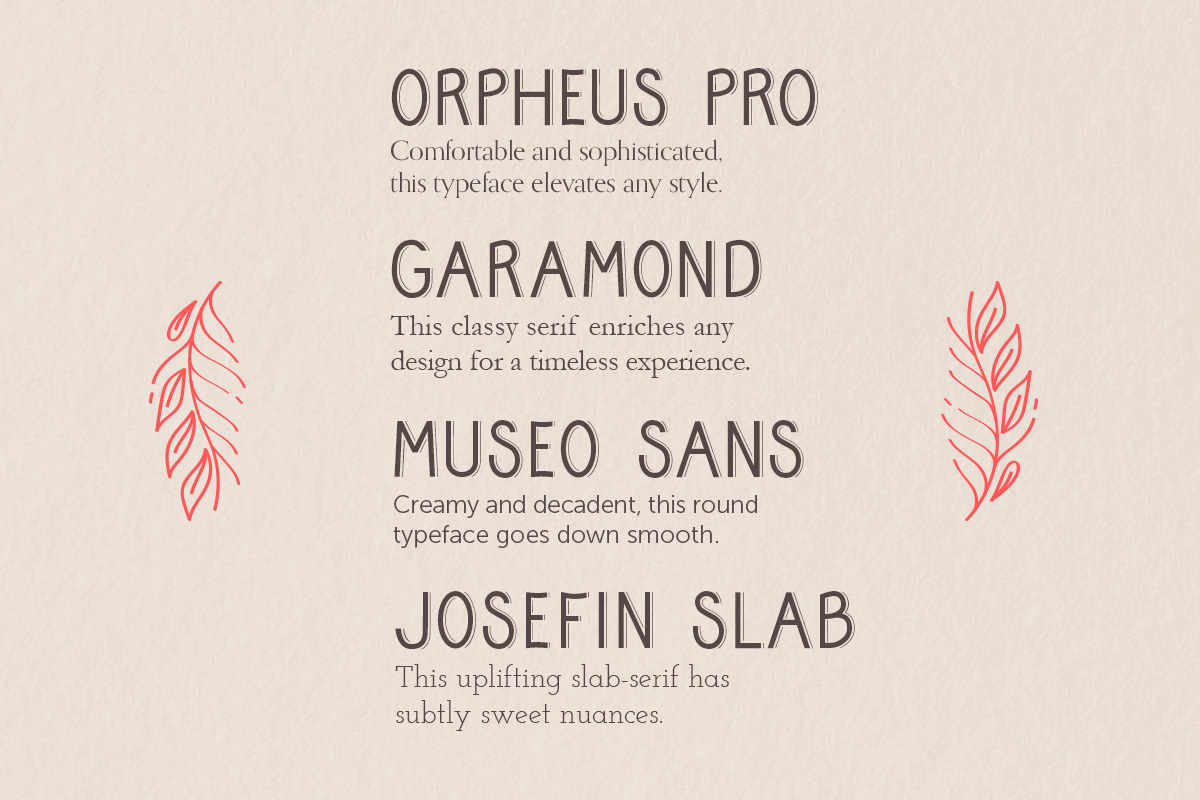 ORPHEUS PRO
Comfortable and sophisticated,
this typeface elevates any style.
GARAMOND
This classy serif enriches any
design for a timeless experience.
MUSEO SANS
Creamy and decadent, this round
typeface goes down smooth.
JOSEFIN SLAB
This uplifting slab-serif has
subtly sweet nuances.